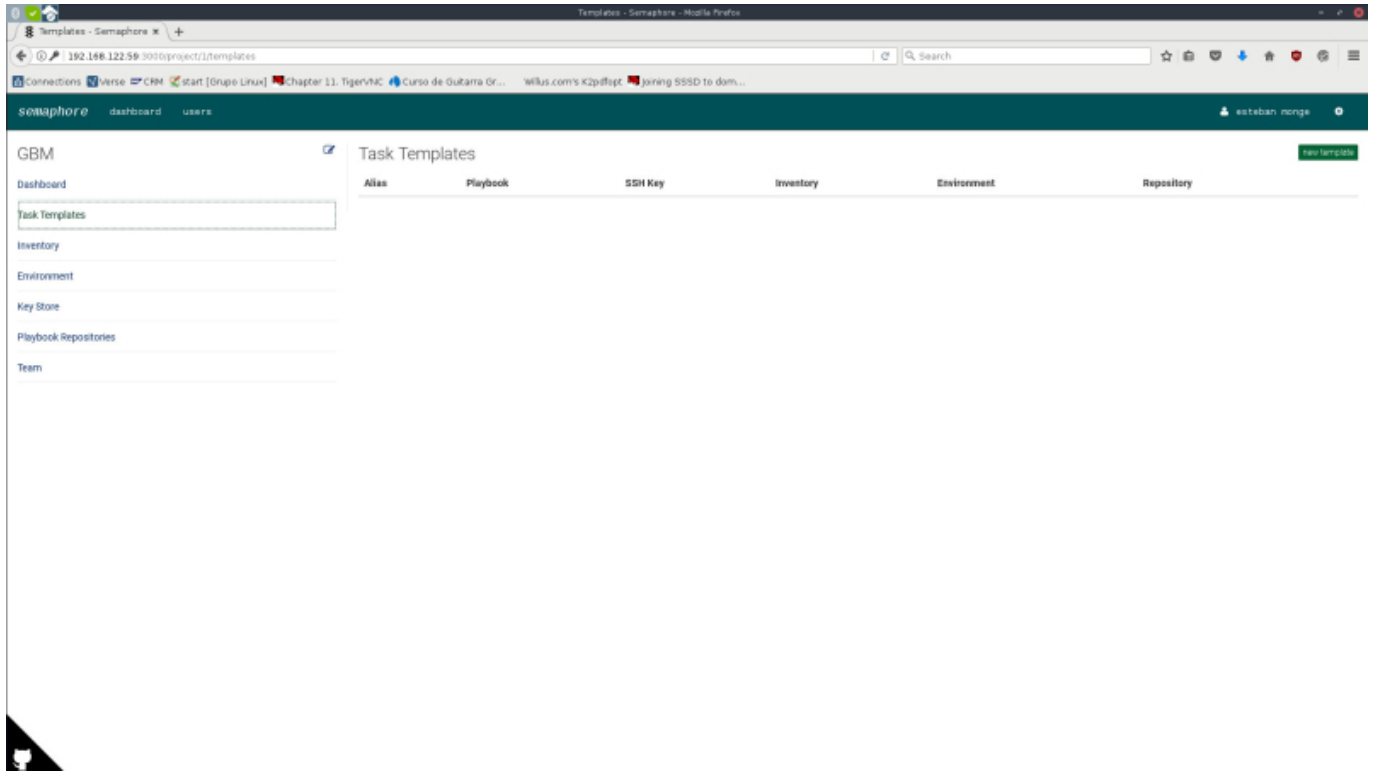 Templates - Semaphore - Mozilla Firefox
Templates - Semaphore
192.168.122.59:3000/project/1/templates
Search
Connections Verse CRM start [Grupo Linux] Chapter 11. TigerVNC Curso de Guitarra Gr... Willus.com's K2pdfopt Joining SSSD to dom...
semaphore dashboard users esteban monge
GBM
Task Templates
new template
Alias Playbook SSH Key Inventory Environment Repository
Dashboard
Task Templates
Inventory
Environment
Key Store
Playbook Repositories
Team